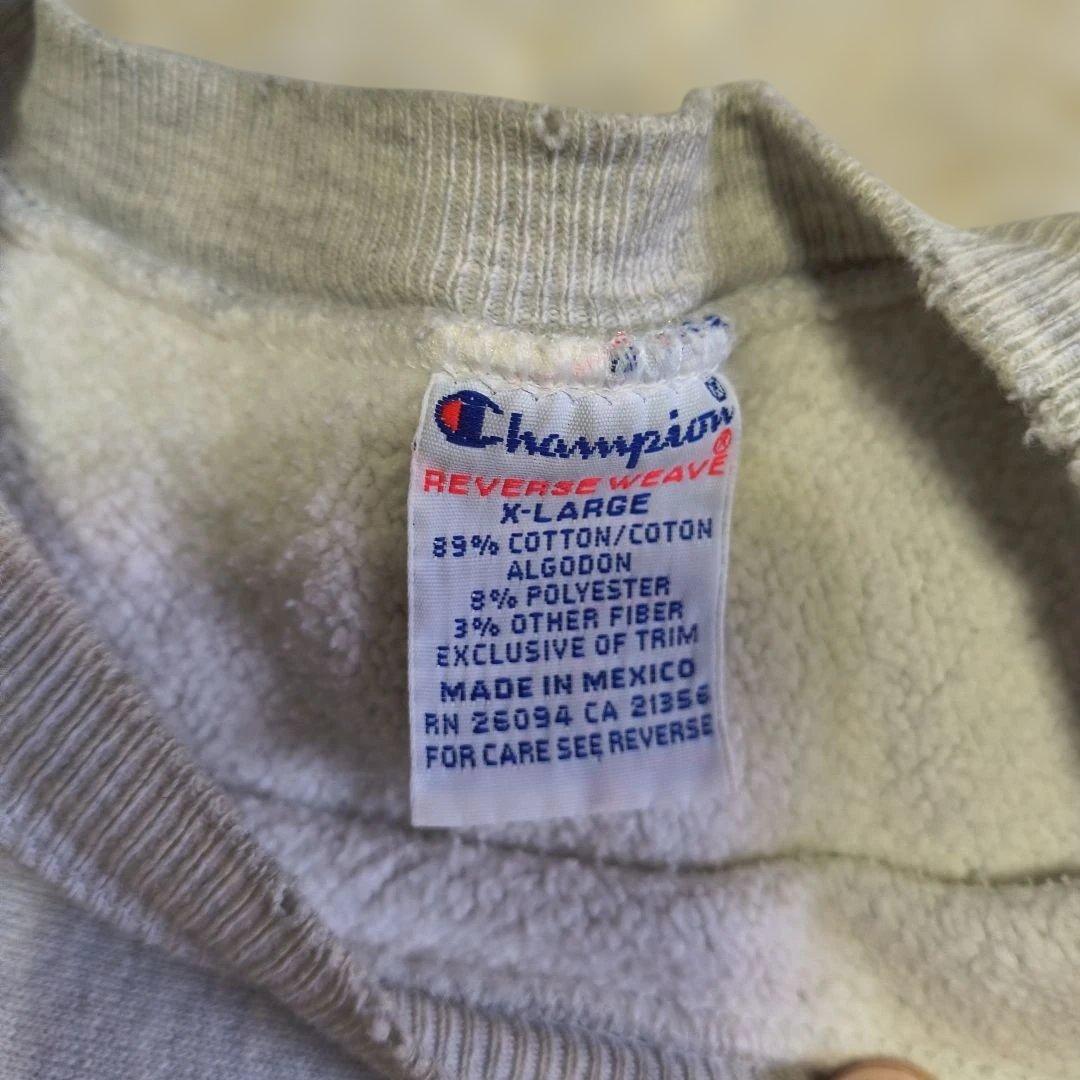 Champion®
REVERSE WEAVE®
X-LARGE
89% COTTON/COTON
ALGODON
8% POLYESTER
3% OTHER FIBER
EXCLUSIVE OF TRIM
MADE IN MEXICO
RN 26094 CA 21356
FOR CARE SEE REVERSE